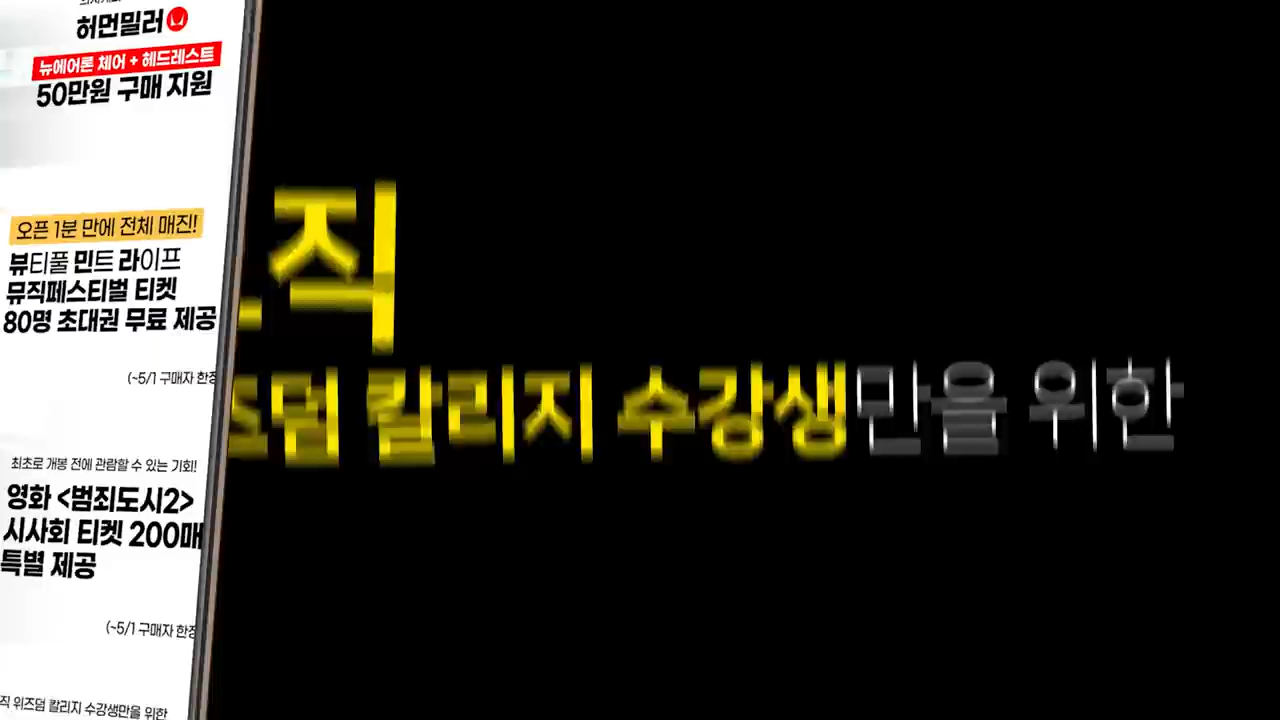 허먼밀러
뉴에어론 체어 + 헤드레스트
50만원 구매 지원
오픈 1분 만에 전체 매진!
뷰티풀 민트 라이프
뮤직페스티벌 티켓
80명 초대권 무료 제공
(~5/1 구매자 한정
최초로 개봉 전에 관람할 수 있는 기회!
영화 <범죄도시2>
시사회 티켓 200매
특별 제공
(~5/1 구매자 한정
직 위즈덤 칼리지 수강생만을 위한
직
즈덤 칼리지 수강생만을 위한